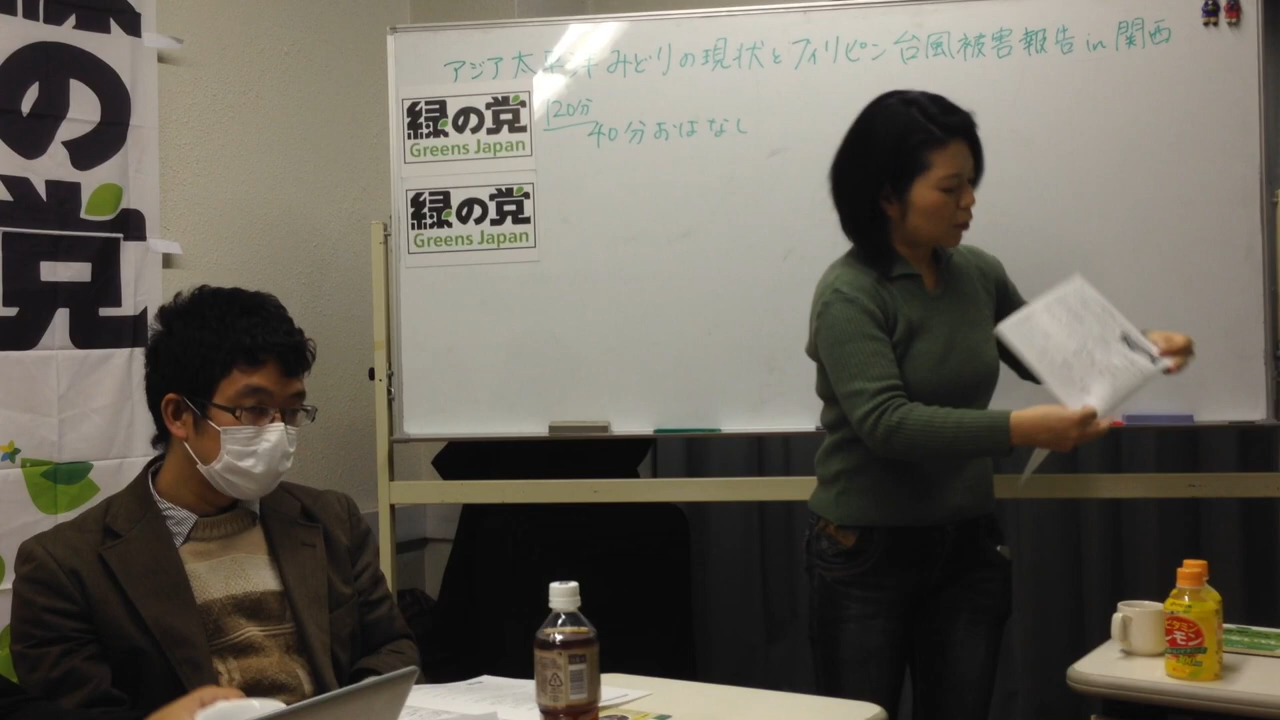 の党
アジア太平洋みどりの現状とフィリピン台風被害報告 in 関西
120分
40分おはなし
緑の党
Greens Japan
緑の党
Greens Japan
ビタミン
レモン